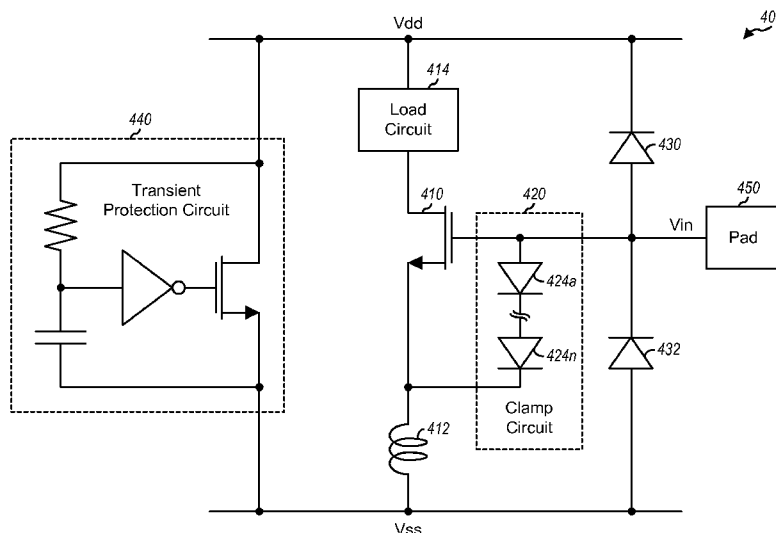 Vdd
40
414
Load
Circuit
440
Transient
Protection Circuit
430
410
420
450
Vin
Pad
424a
424n
432
Clamp
Circuit
412
Vss